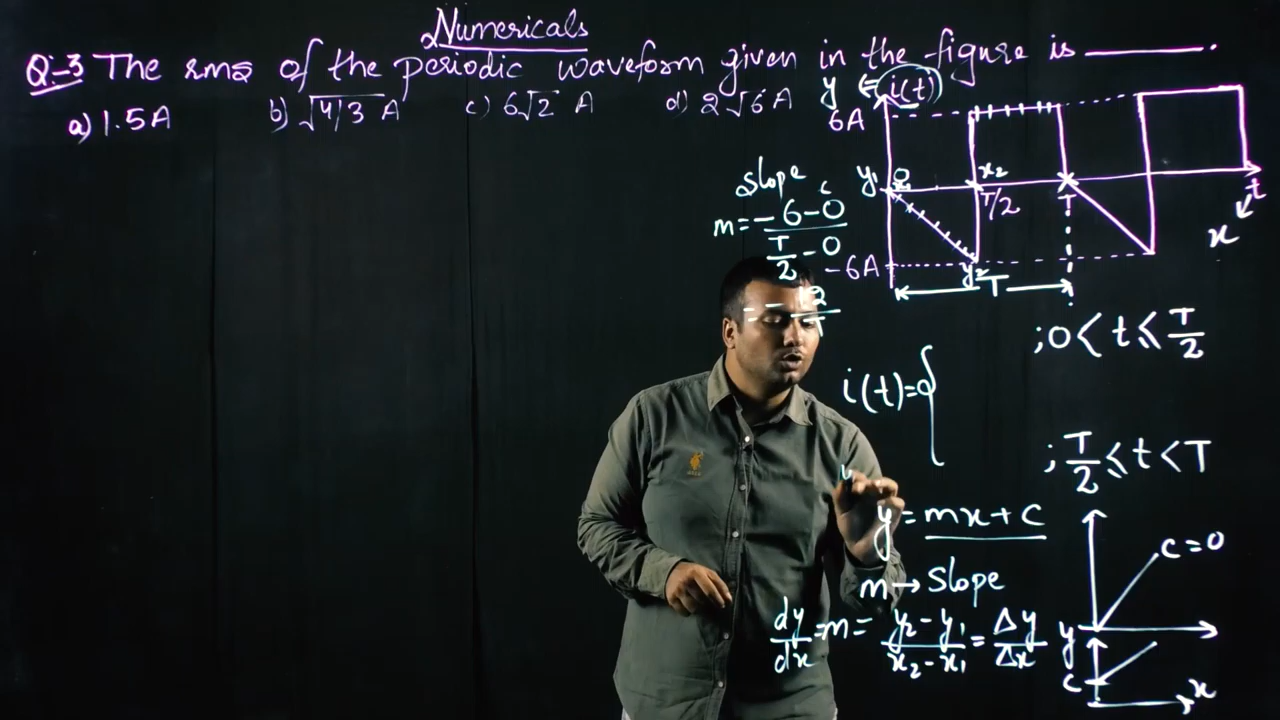 Numericals
Q:-3 The rms of the periodic waveform given in the figure is ______.
a) 1.5A b) √4/3 A c) 6√2 A d) 2√6 A
y (= i(t))
6A
y₁ 0 x₂ T/2 T t
x
-6A y₂
T
Slope
m = -6-0 / T/2 - 0
= -12/T
i(t) =
; 0 < t ≤ T/2
; T/2 ≤ t < T
y = mx + c
m → Slope
dy/dx = m = y₂-y₁ / x₂-x₁ = Δy/Δx
c = 0
y
c
x